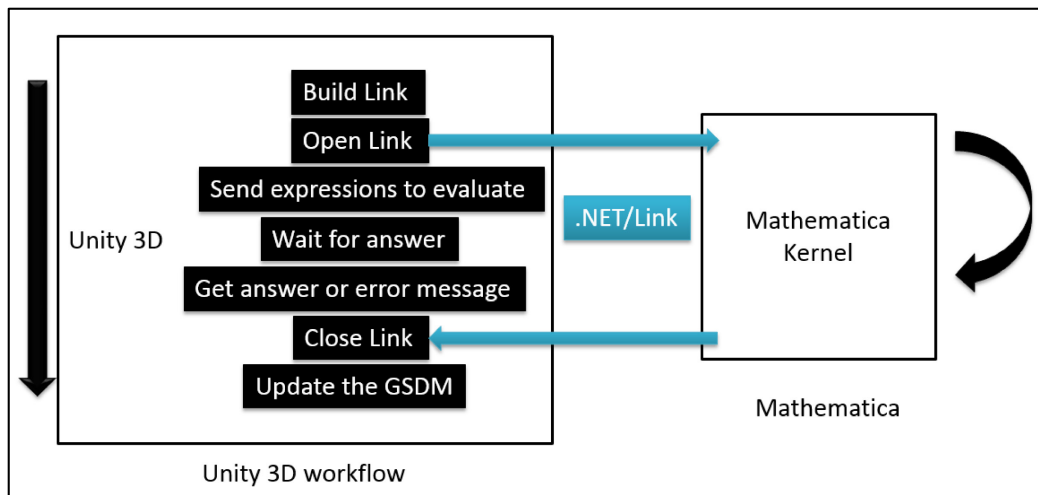 Build Link
Open Link
Send expressions to evaluate
.NET/Link
Unity 3D
Wait for answer
Mathematica
Kernel
Get answer or error message
Close Link
Update the GSDM
Mathematica
Unity 3D workflow